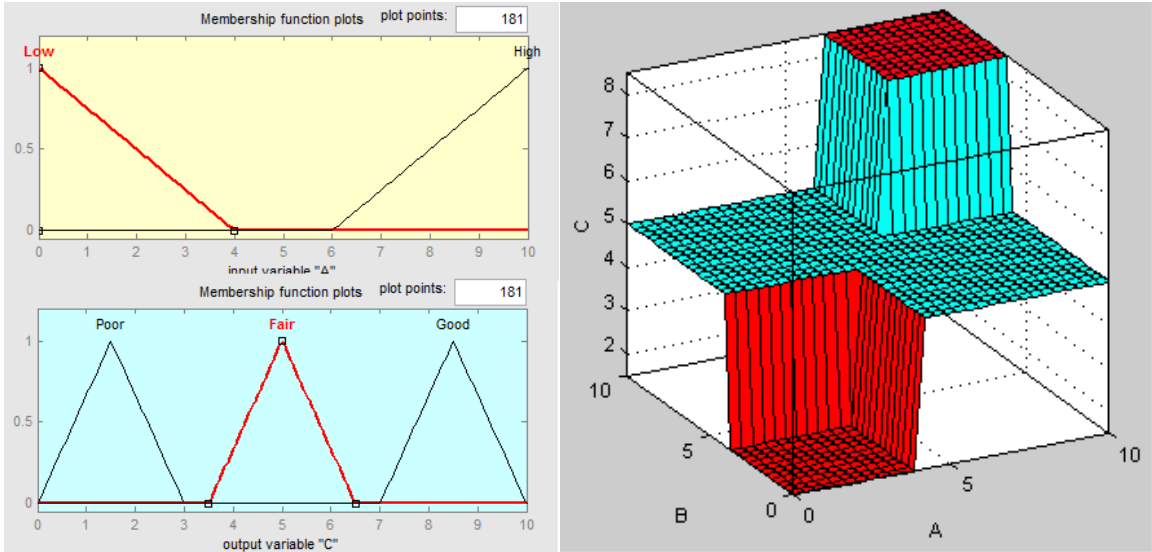 Membership function plots plot points: 181
Low High
1
0.5
0
0 1 2 3 4 5 6 7 8 9 10
input variable "A"
Membership function plots plot points: 181
Poor Fair Good
1
0.5
0
0 1 2 3 4 5 6 7 8 9 10
output variable "C"
8
7
6
5
4
3
2
C
10
5
0
B
0
5
10
A